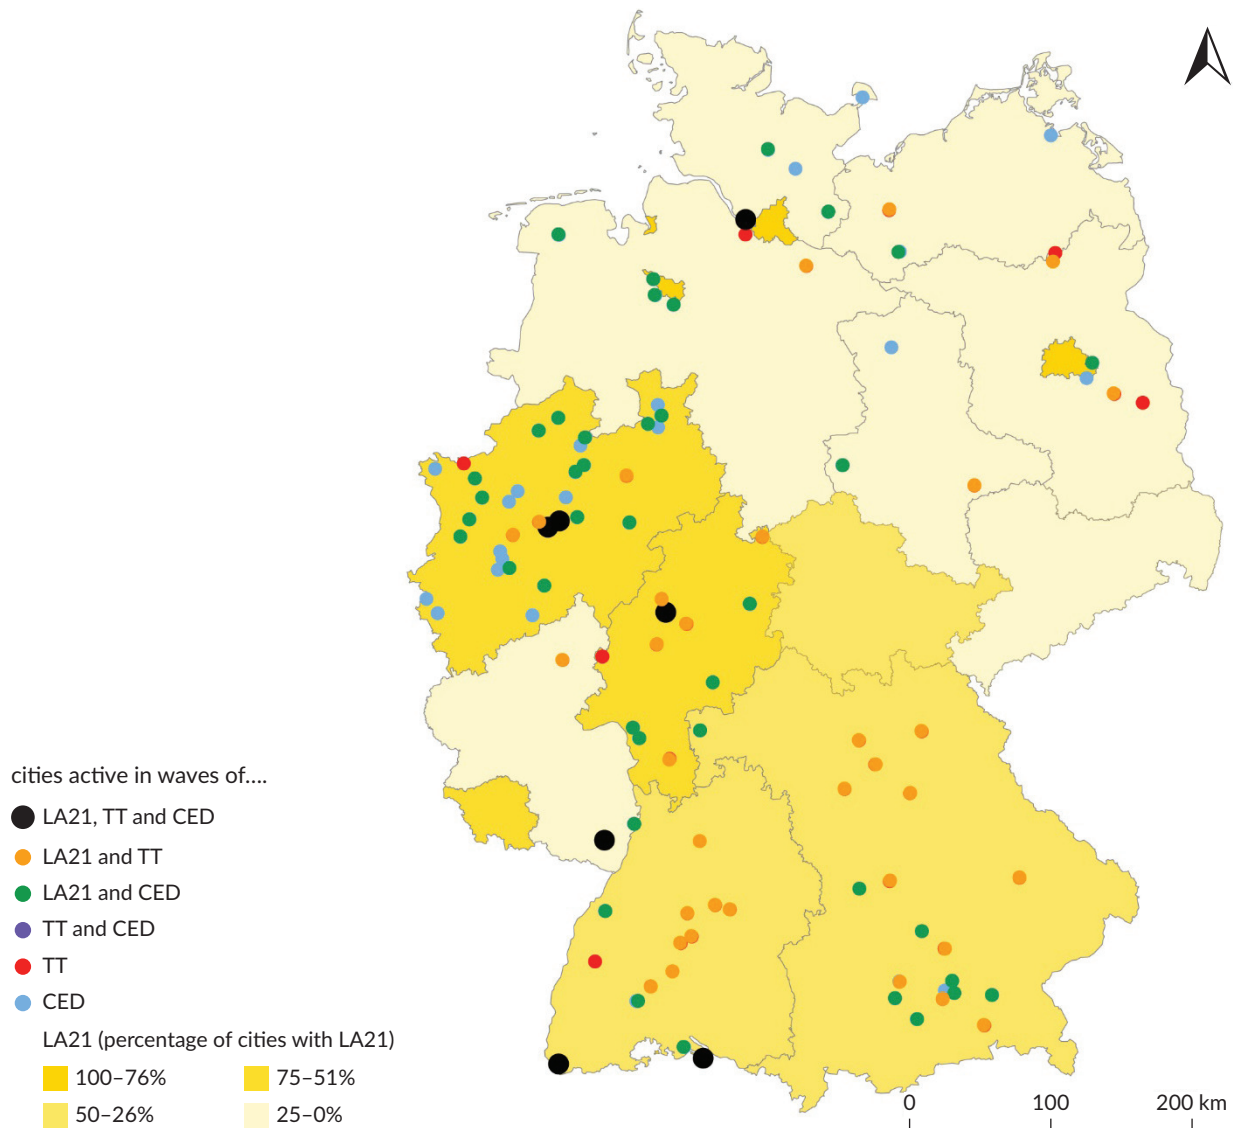 cities active in waves of....
LA21, TT and CED
LA21 and TT
LA21 and CED
TT and CED
TT
CED
LA21 (percentage of cities with LA21)
100–76% 75–51%
50–26% 25–0%
0 100 200 km